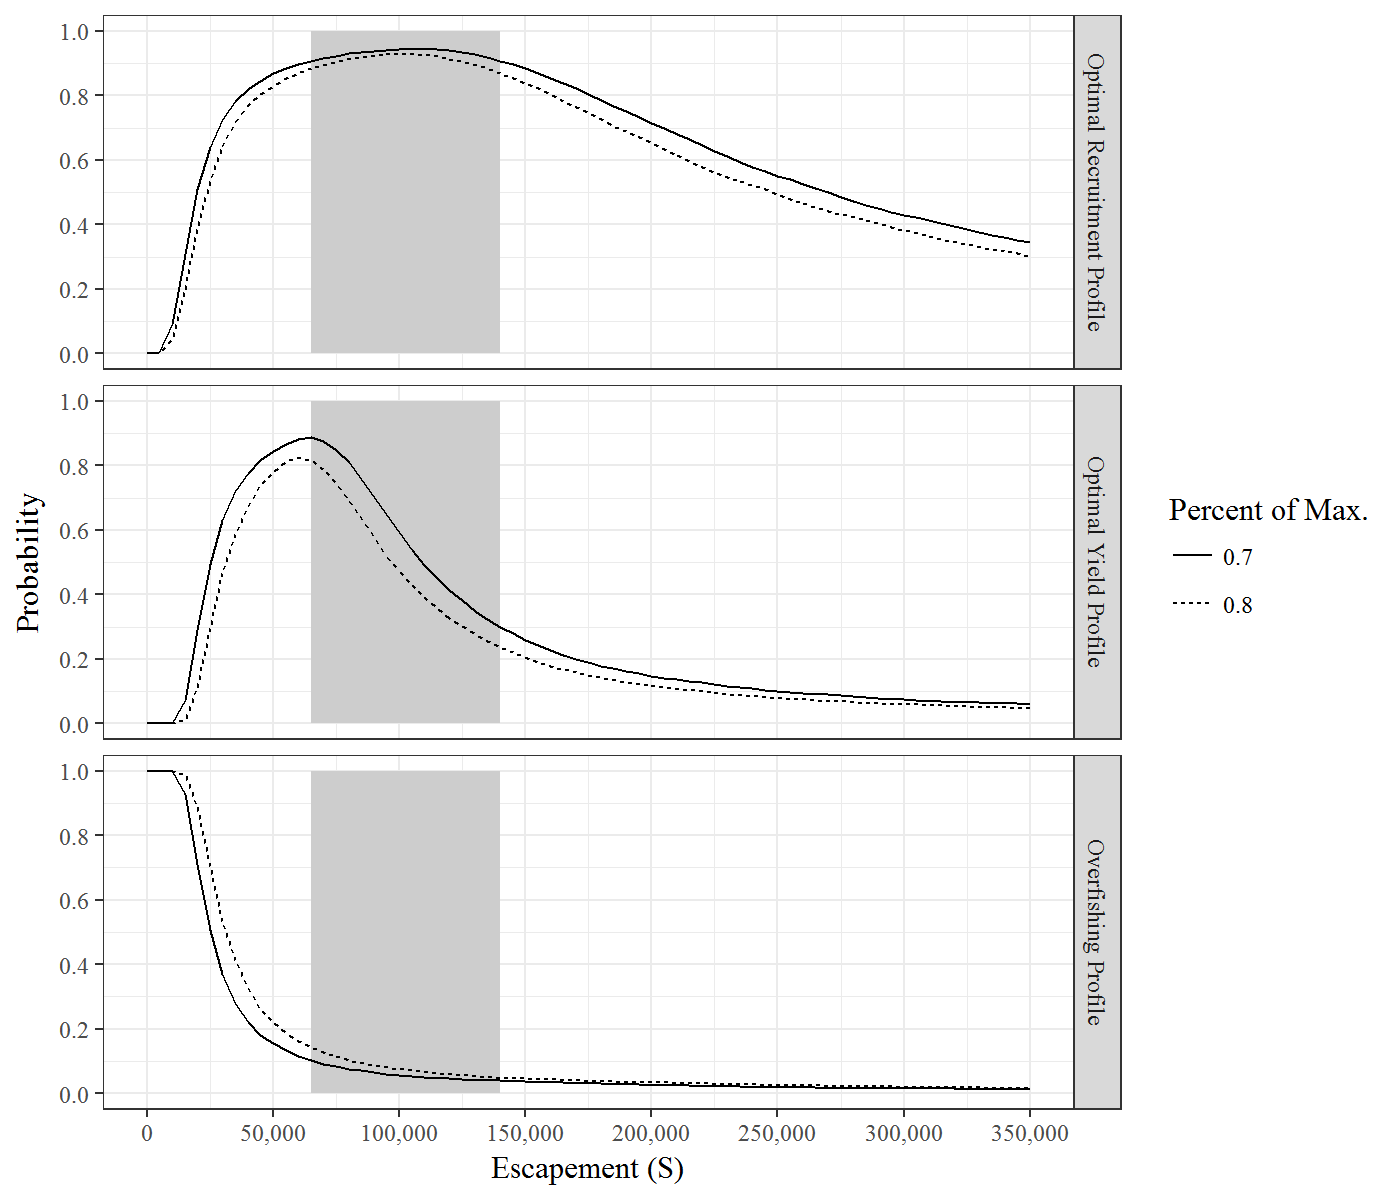 1.0
0.8
0.6
0.4
0.2
0.0
Optimal Recruitment Profile
1.0
0.8
0.6
0.4
0.2
0.0
Optimal Yield Profile
1.0
0.8
0.6
0.4
0.2
0.0
Overfishing Profile
Probability
0 50,000 100,000 150,000 200,000 250,000 300,000 350,000
Escapement (S)
Percent of Max.
0.7
0.8